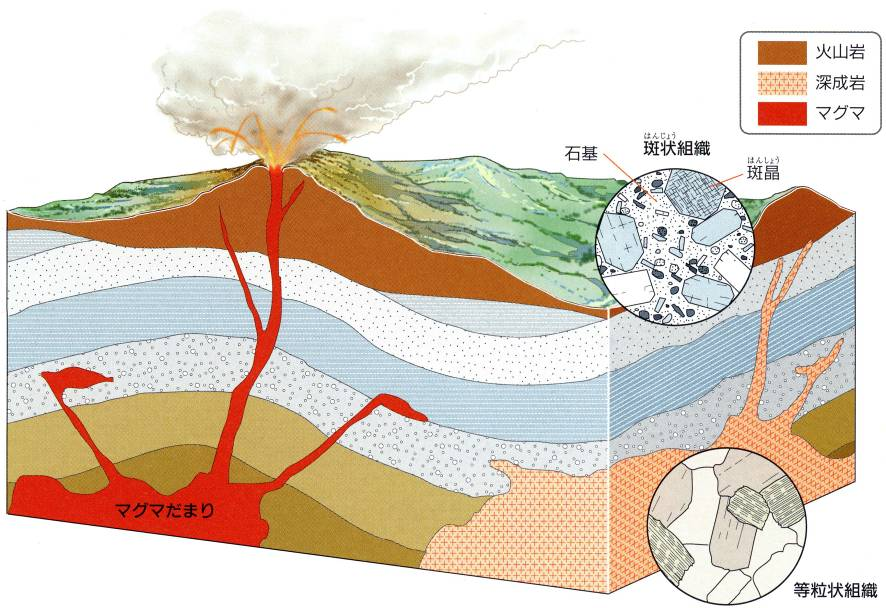 火山岩
深成岩
マグマ
石基
はんじょう
斑状組織
はんしょう
斑晶
マグマだまり
等粒状組織